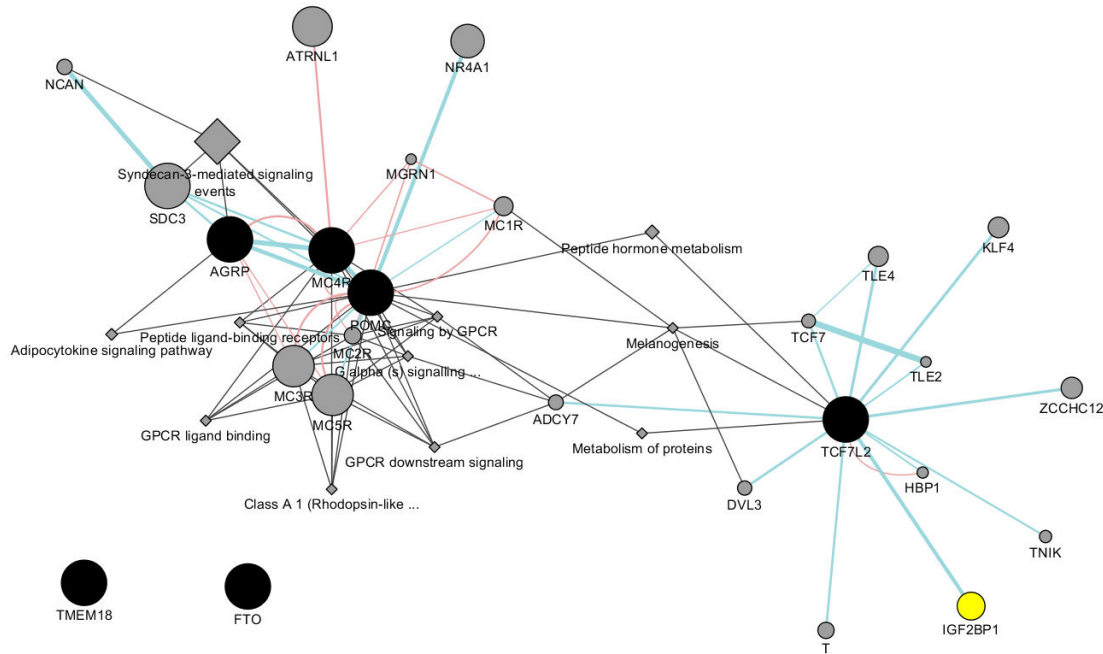 ATRNL1
NR4A1
NCAN
MGRN1
Syndecan-3-mediated signaling
events
SDC3
MC1R
Peptide hormone metabolism
KLF4
AGRP
MC4R
TLE4
POMC
Signaling by GPCR
Peptide ligand-binding receptors
Adipocytokine signaling pathway
MC2R
Melanogenesis
TCF7
G alpha (s) signalling ...
TLE2
MC3R
MC5R
ADCY7
ZCCHC12
GPCR ligand binding
Metabolism of proteins
TCF7L2
GPCR downstream signaling
HBP1
Class A 1 (Rhodopsin-like ...
DVL3
TNIK
TMEM18
FTO
IGF2BP1
T